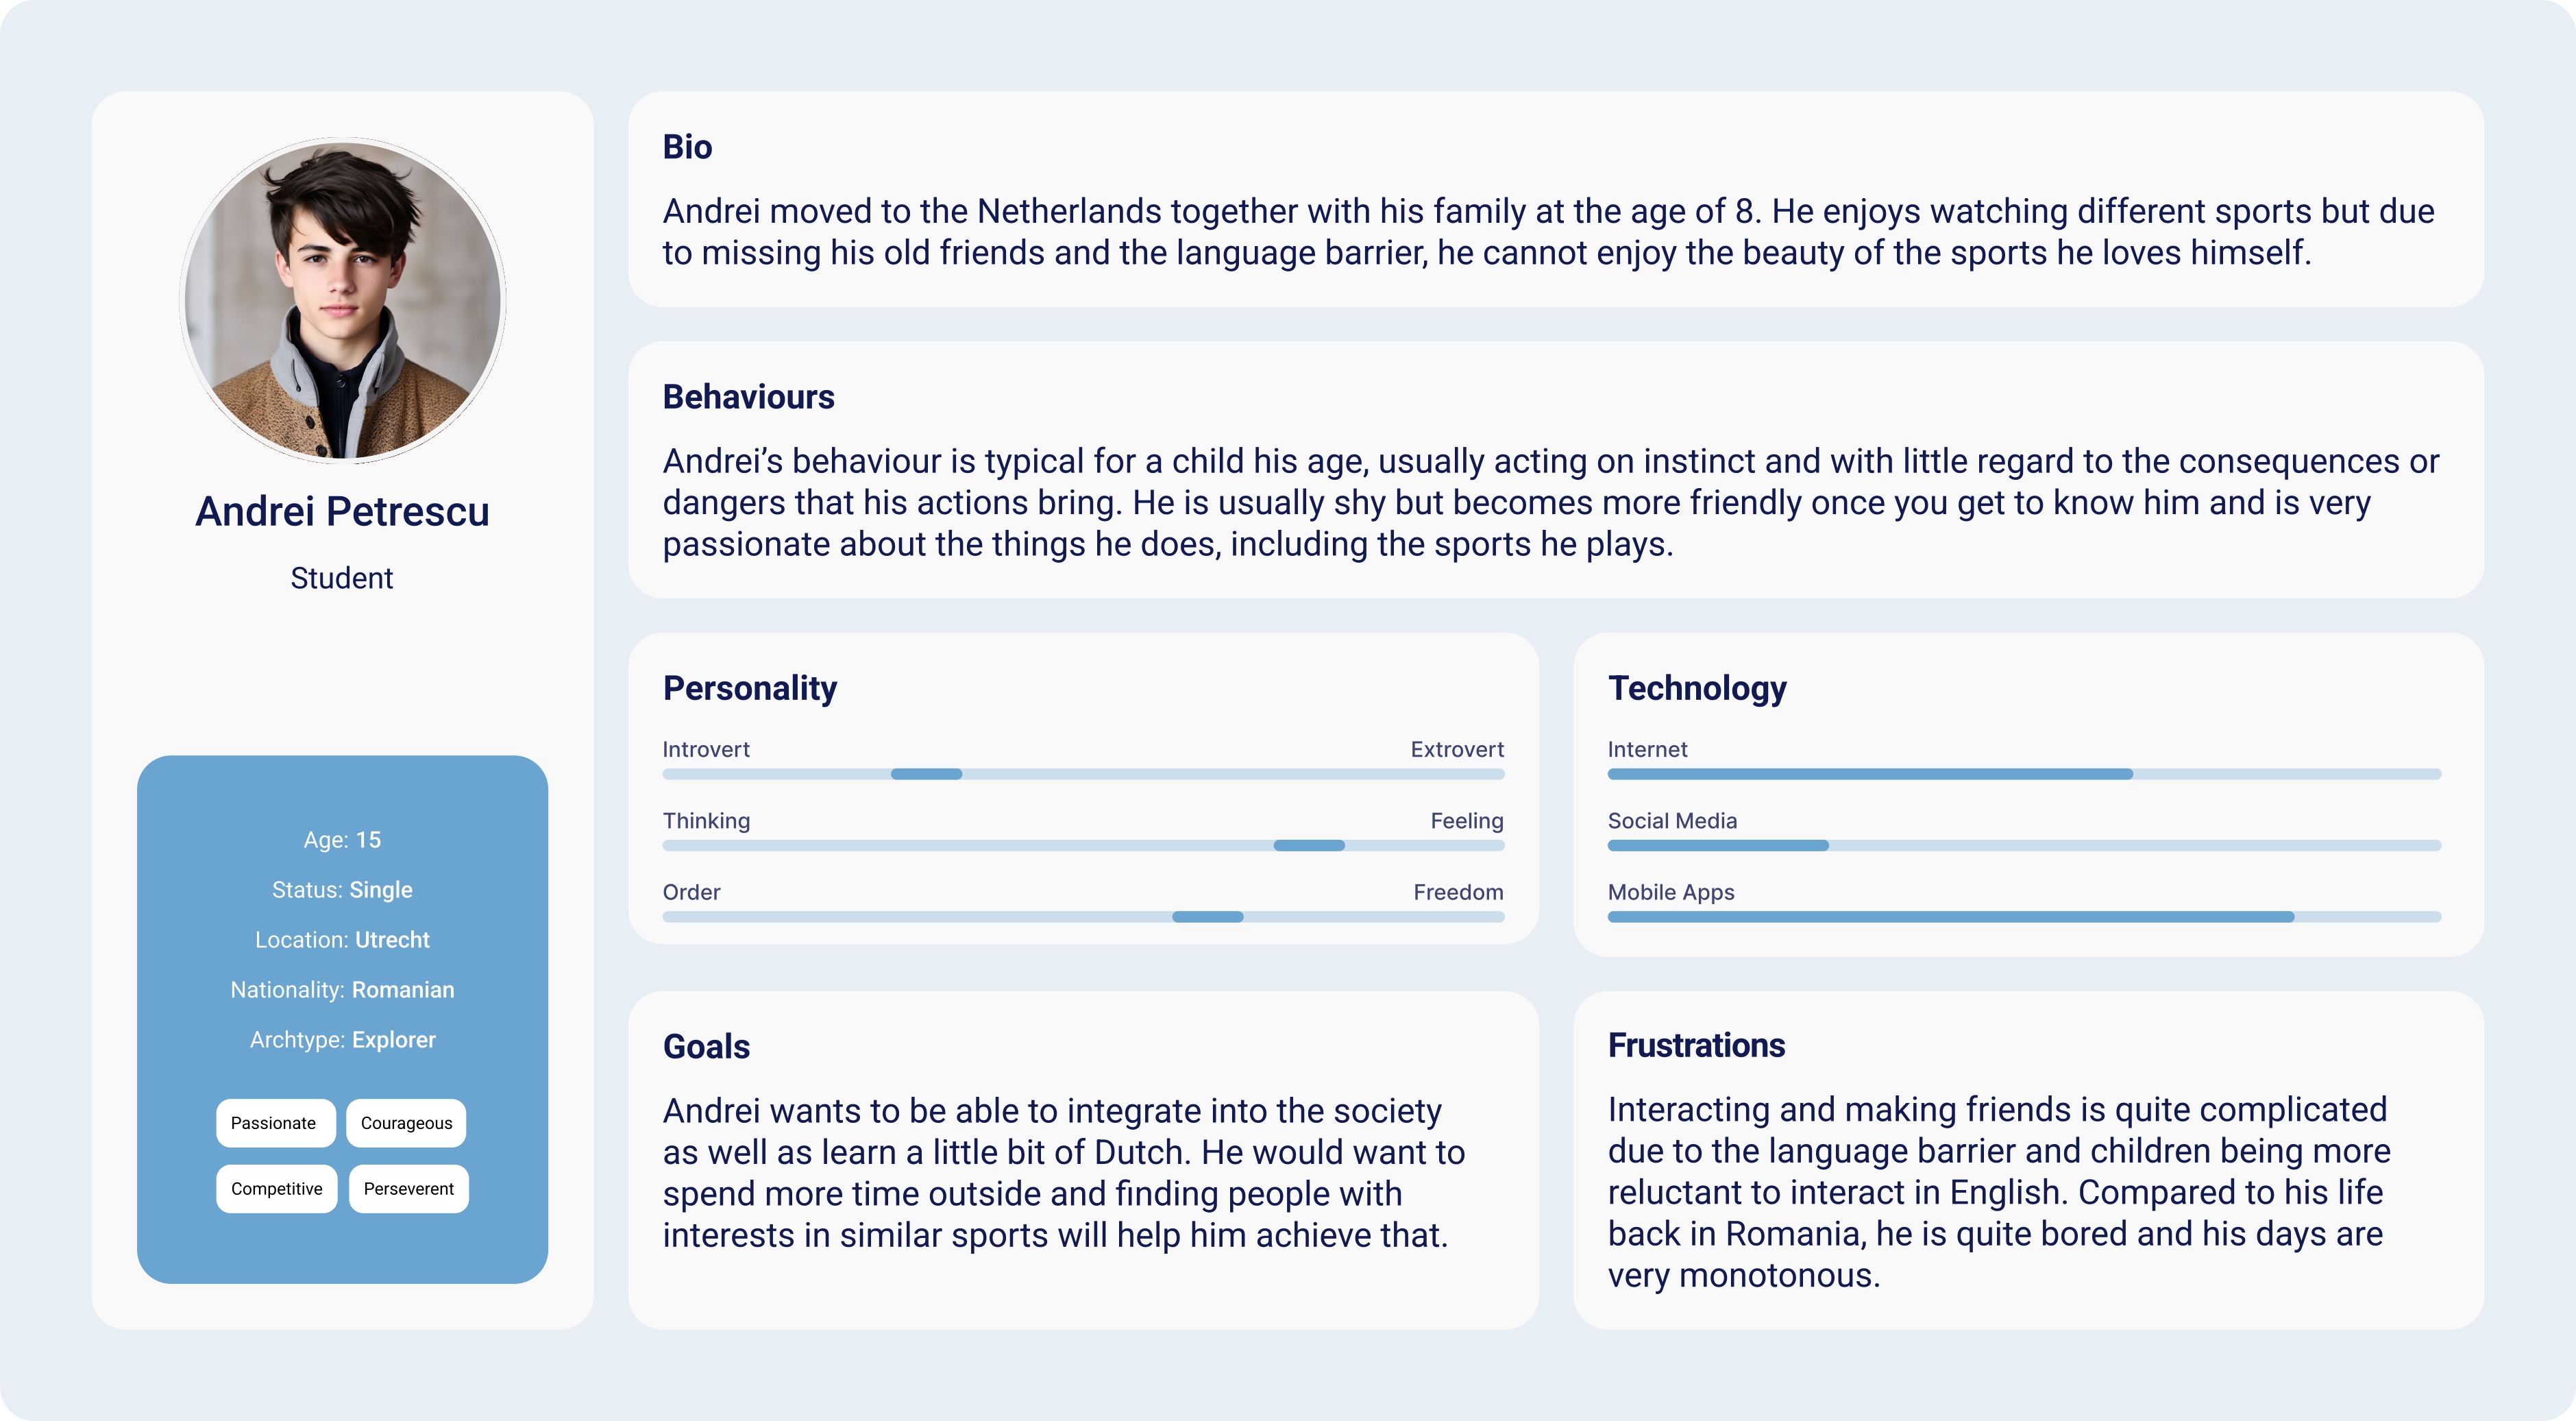 Andrei Petrescu
Student
Age: 15
Status: Single
Location: Utrecht
Nationality: Romanian
Archtype: Explorer
Passionate
Courageous
Competitive
Perseverent
Bio
Andrei moved to the Netherlands together with his family at the age of 8. He enjoys watching different sports but due
to missing his old friends and the language barrier, he cannot enjoy the beauty of the sports he loves himself.
Behaviours
Andrei’s behaviour is typical for a child his age, usually acting on instinct and with little regard to the consequences or
dangers that his actions bring. He is usually shy but becomes more friendly once you get to know him and is very
passionate about the things he does, including the sports he plays.
Personality
Introvert Extrovert
Thinking Feeling
Order Freedom
Technology
Internet
Social Media
Mobile Apps
Goals
Andrei wants to be able to integrate into the society
as well as learn a little bit of Dutch. He would want to
spend more time outside and finding people with
interests in similar sports will help him achieve that.
Frustrations
Interacting and making friends is quite complicated
due to the language barrier and children being more
reluctant to interact in English. Compared to his life
back in Romania, he is quite bored and his days are
very monotonous.